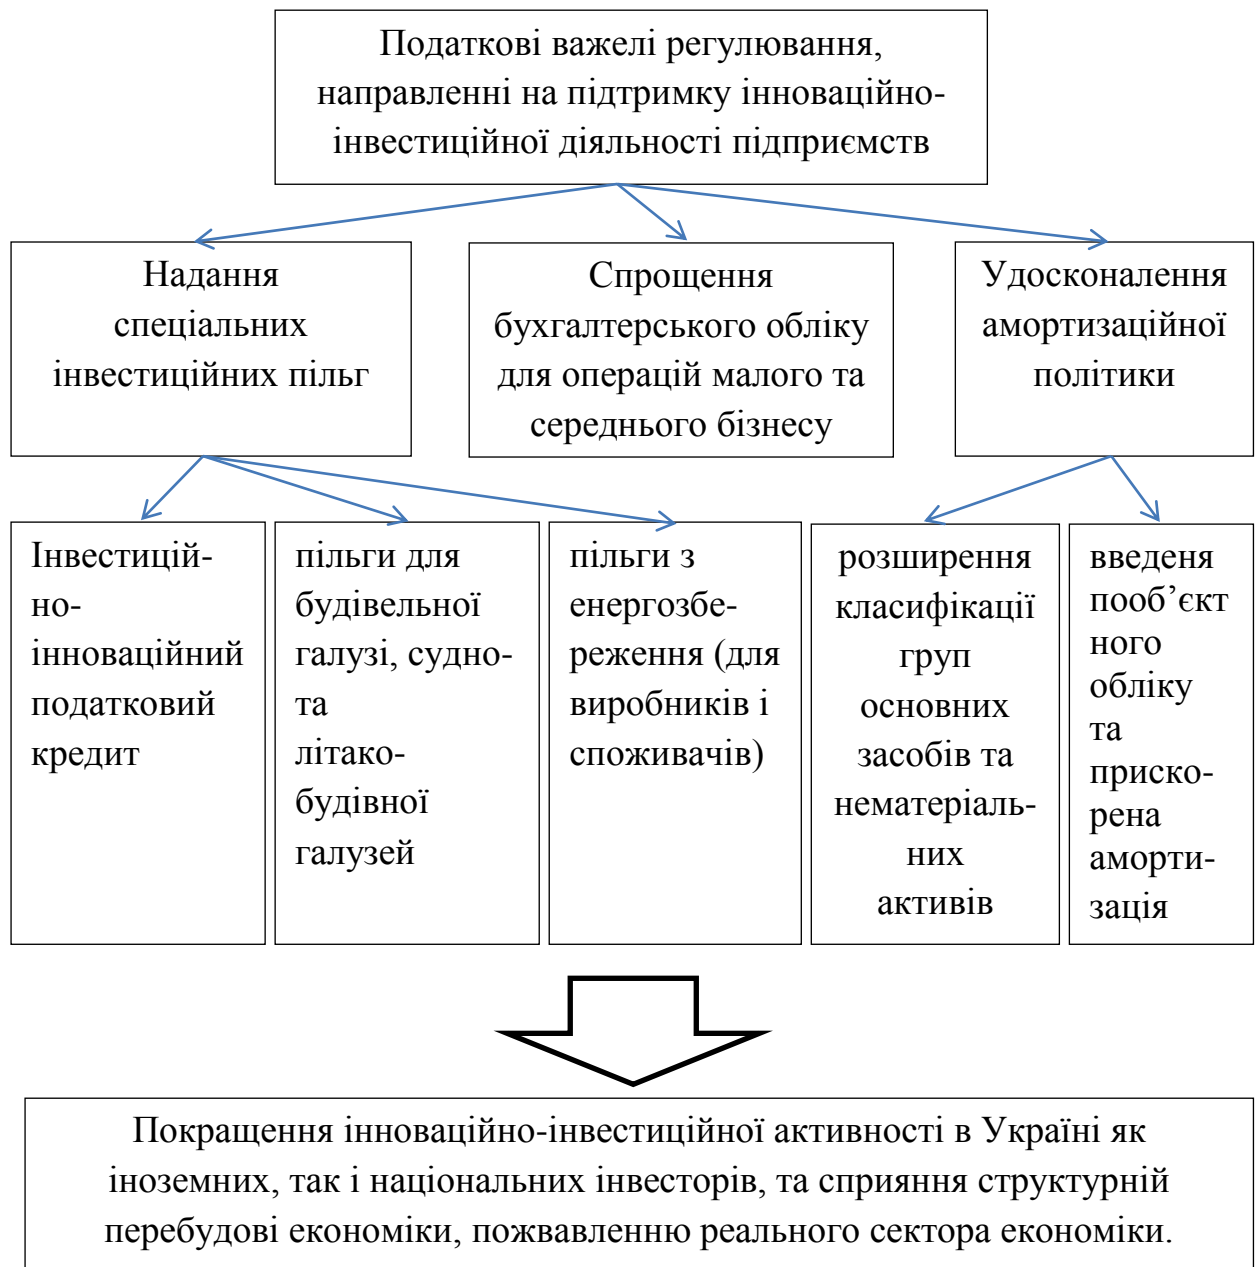 Податкові важелі регулювання,
направленні на підтримку інноваційно-
інвестиційної діяльності підприємств
Надання
спеціальних
інвестиційних пільг
Спрощення
бухгалтерського обліку
для операцій малого та
середнього бізнесу
Удосконалення
амортизаційної
політики
Інвестицій-
но-
інноваційний
податковий
кредит
пільги для
будівельної
галузі, судно-
та
літако-
будівної
галузей
пільги з
енергозбе-
реження (для
виробників і
споживачів)
розширення
класифікації
груп
основних
засобів та
нематеріаль-
них
активів
введеня
пооб’єкт
ного
обліку
та
приско-
рена
аморти-
зація
Покращення інноваційно-інвестиційної активності в Україні як
іноземних, так і національних інвесторів, та сприяння структурній
перебудові економіки, пожвавленню реального сектора економіки.